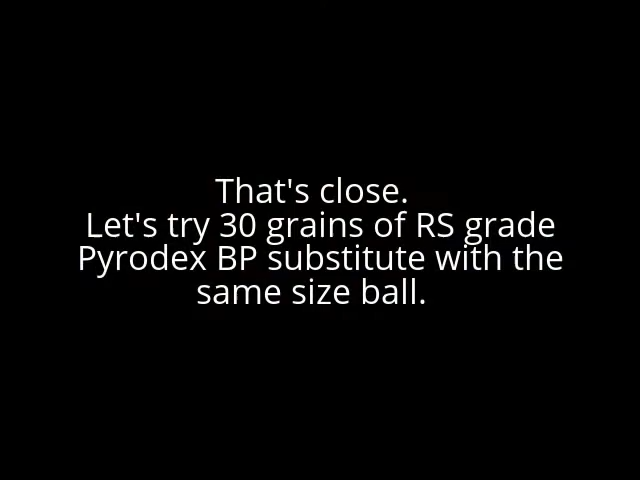 That's close.
Let's try 30 grains of RS grade
Pyrodex BP substitute with the
same size ball.